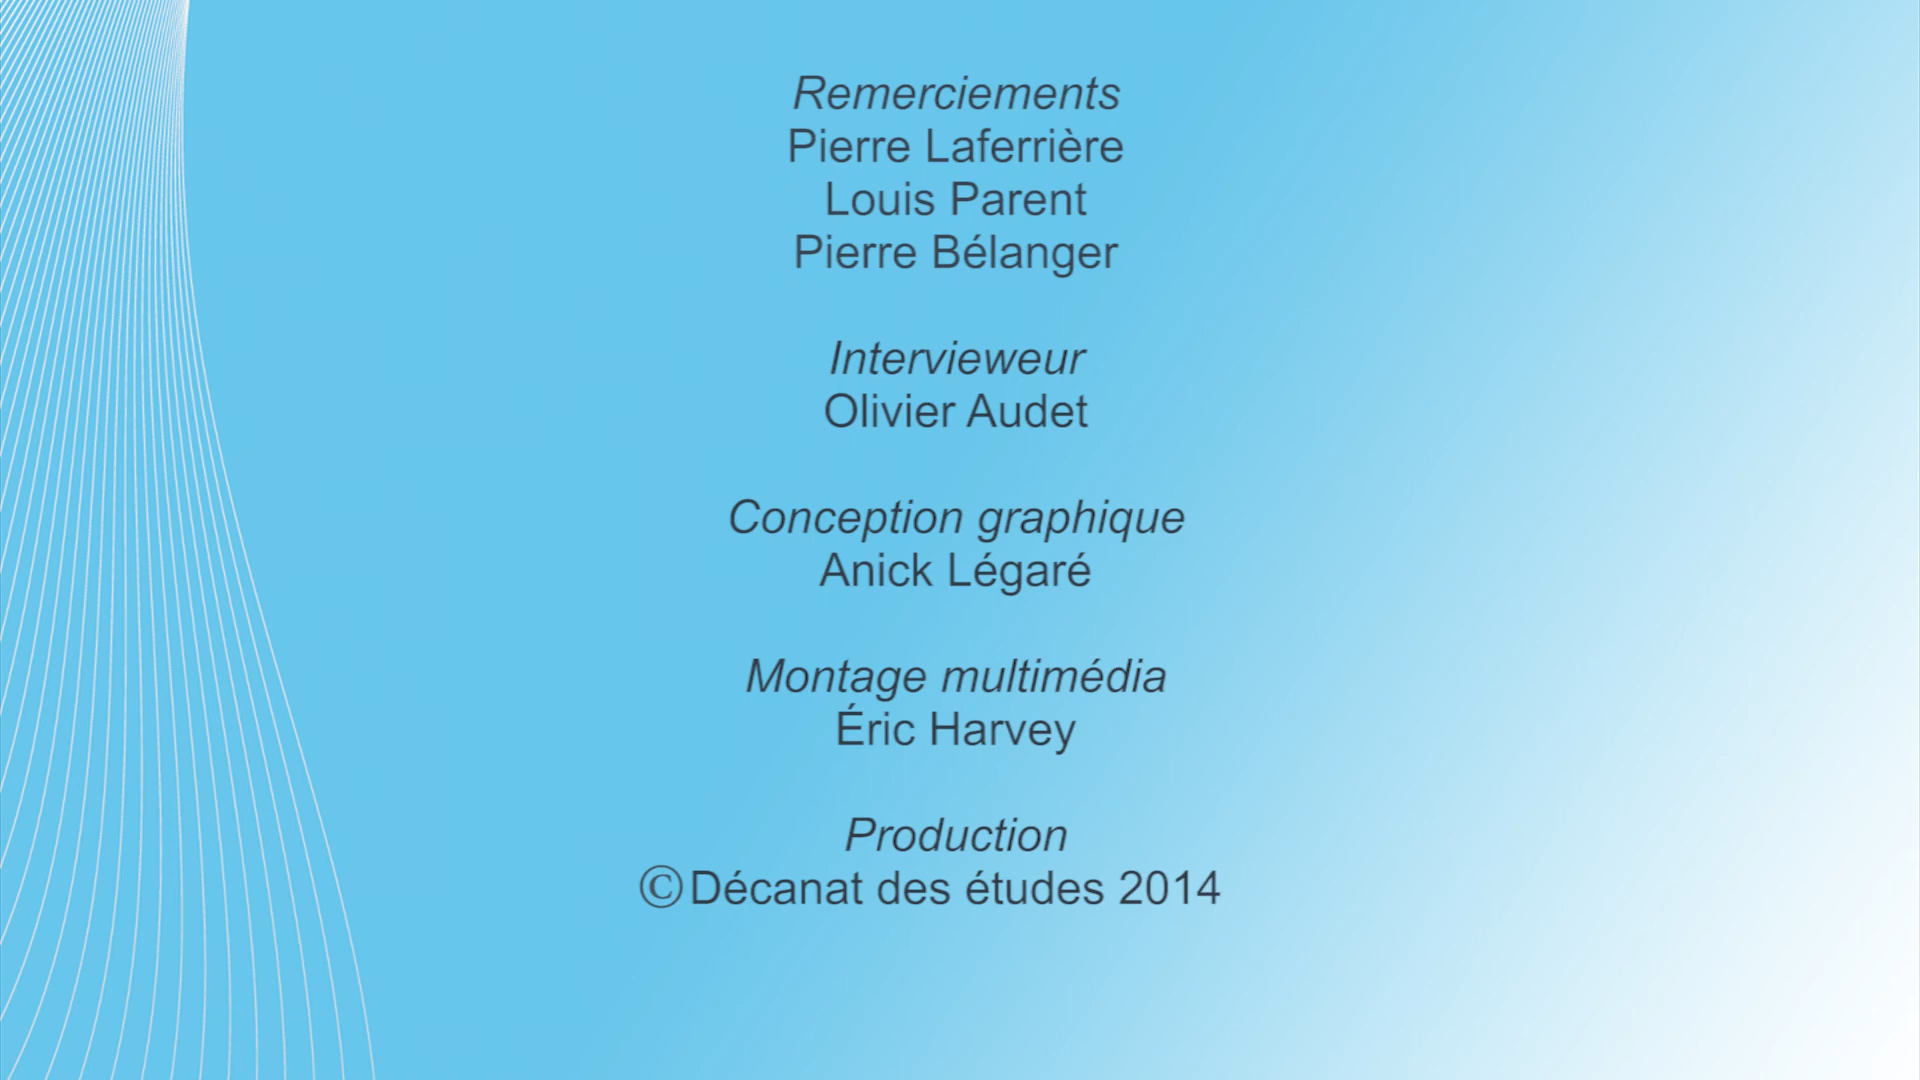 Remerciements
Pierre Laferrière
Louis Parent
Pierre Bélanger
Intervieweur
Olivier Audet
Conception graphique
Anick Légaré
Montage multimédia
Éric Harvey
Production
©Décanat des études 2014